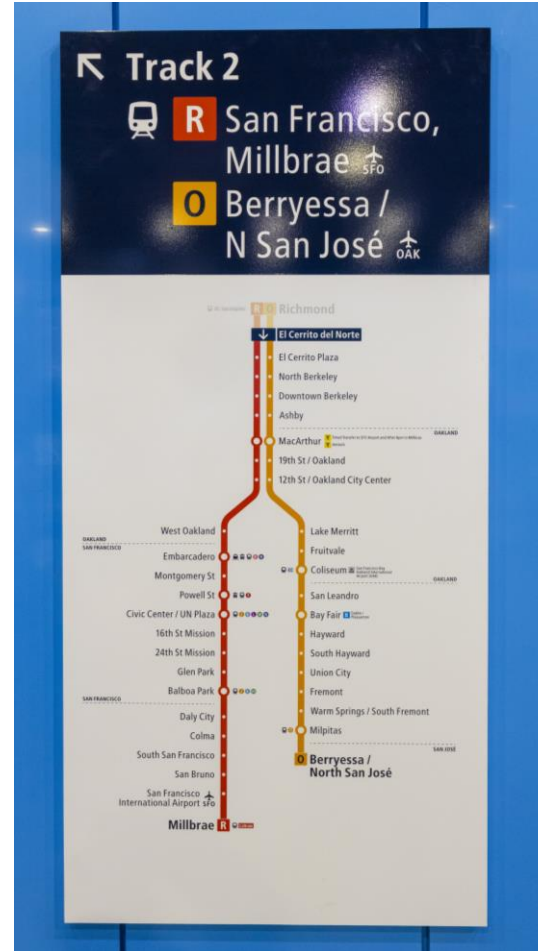 Track 2
R San Francisco,
Millbrae SFO
O Berryessa /
N San José OAK
R O Richmond
El Cerrito del Norte
El Cerrito Plaza
North Berkeley
Downtown Berkeley
Ashby
OAKLAND
MacArthur
19th St / Oakland
12th St / Oakland City Center
West Oakland
OAKLAND
SAN FRANCISCO
Embarcadero
Montgomery St
Powell St
Civic Center / UN Plaza
16th St Mission
24th St Mission
Glen Park
Balboa Park
SAN FRANCISCO
Daly City
Colma
South San Francisco
San Bruno
San Francisco
International Airport SFO
Millbrae R
Lake Merritt
Fruitvale
Coliseum
OAKLAND
San Leandro
Bay Fair
Hayward
South Hayward
Union City
Fremont
Warm Springs / South Fremont
Milpitas
SAN JOSÉ
O Berryessa /
North San José